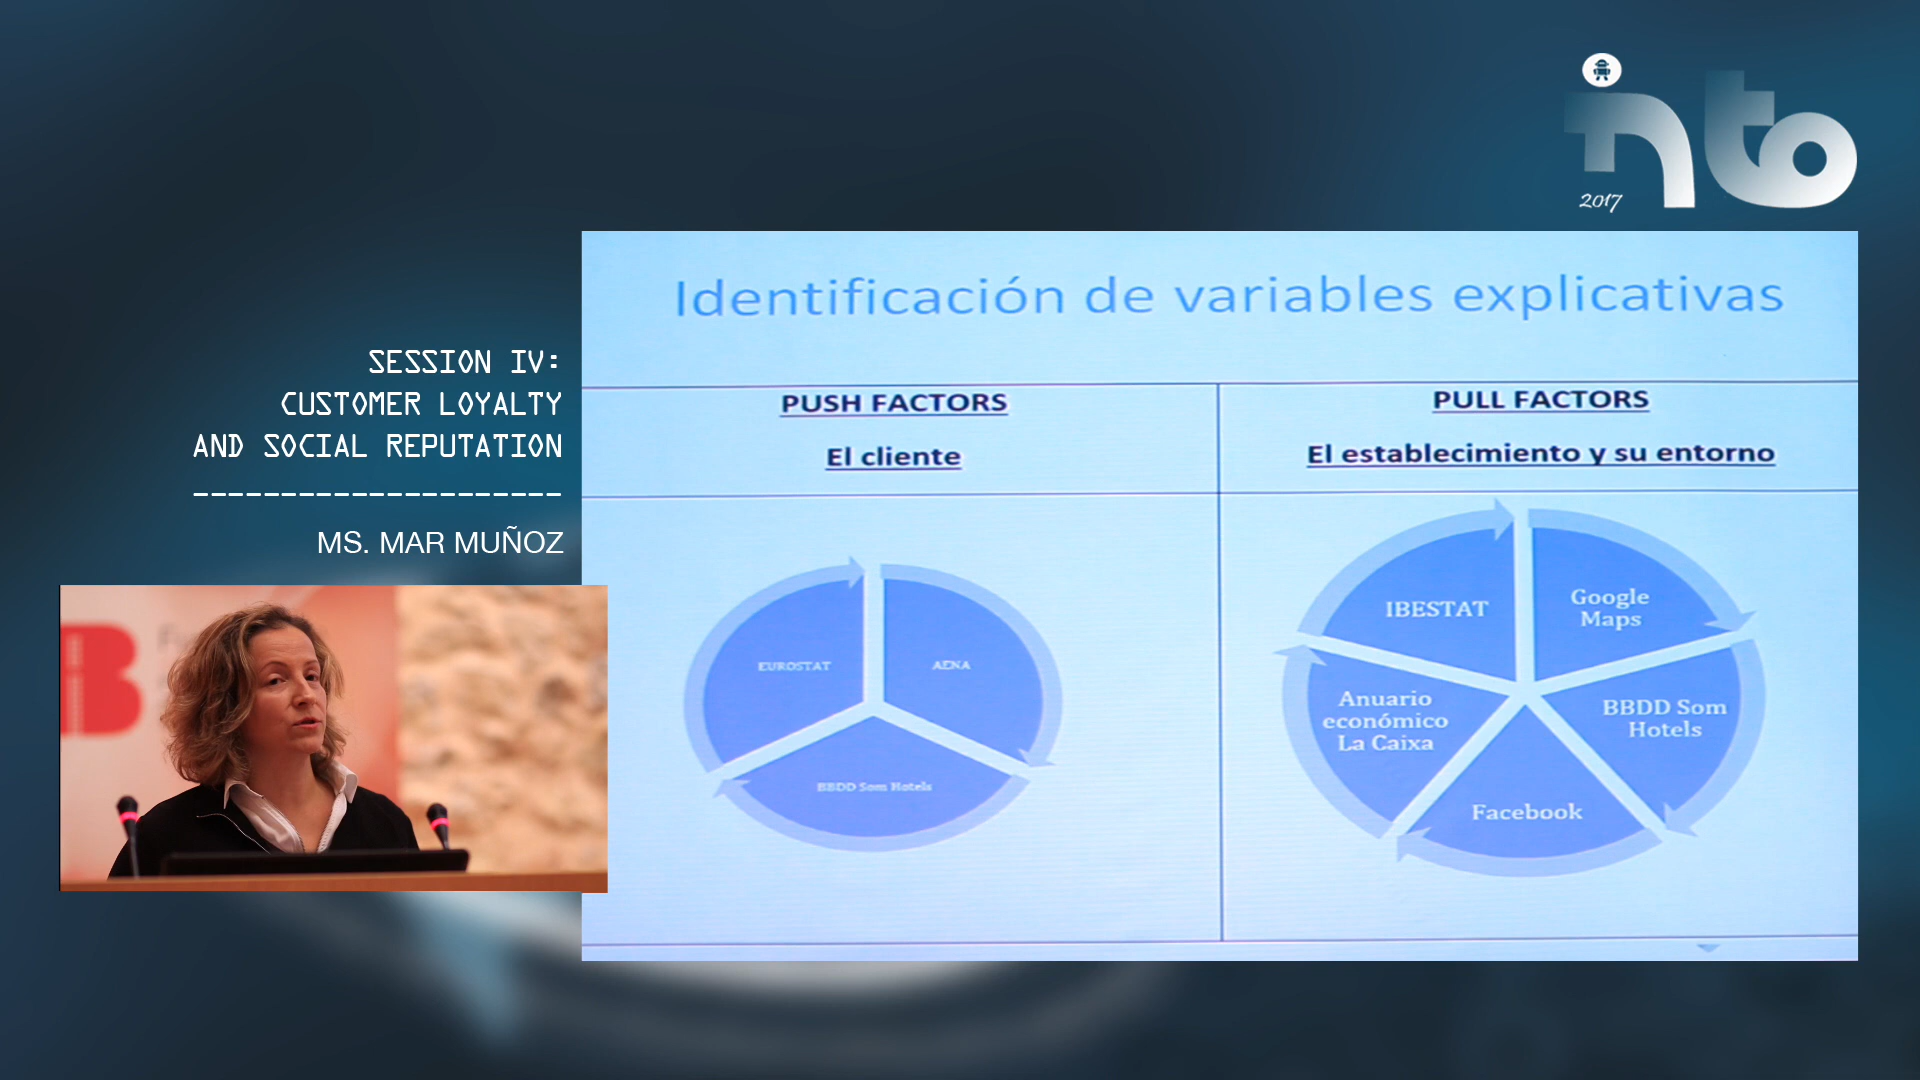 into
2017
SESSION IV:
CUSTOMER LOYALTY
AND SOCIAL REPUTATION
---------------------
MS. MAR MUÑOZ
Identificación de variables explicativas
PUSH FACTORS
El cliente
PULL FACTORS
El establecimiento y su entorno
EUROSTAT
AENA
BBDD Som Hotels
IBESTAT
Google
Maps
Anuario
económico
La Caixa
BBDD Som
Hotels
Facebook
B